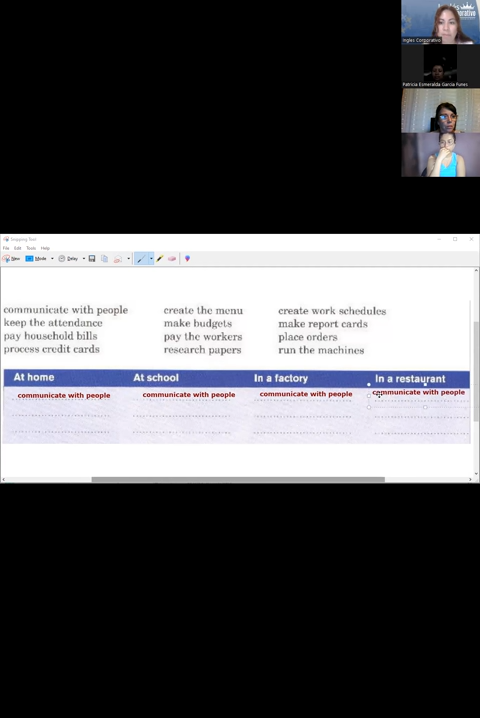 Inglés Corporativo
Patricia Esmeralda Garcia Funes
Snipping Tool
File Edit Tools Help
New Mode Delay
communicate with people create the menu create work schedules
keep the attendance make budgets make report cards
pay household bills pay the workers place orders
process credit cards research papers run the machines
At home At school In a factory In a restaurant
communicate with people communicate with people communicate with people communicate with people